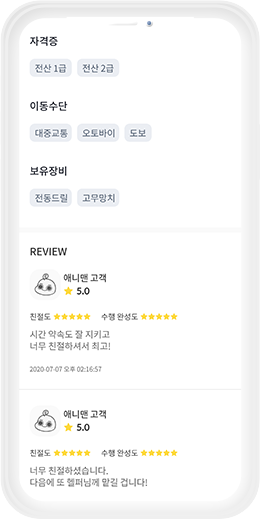 자격증
전산 1급 전산 2급
이동수단
대중교통 오토바이 도보
보유장비
전동드릴 고무망치
REVIEW
애니맨 고객
★ 5.0
친절도 ★★★★★ 수행 완성도 ★★★★★
시간 약속도 잘 지키고
너무 친절하셔서 최고!
2020-07-07 오후 02:16:57
애니맨 고객
★ 5.0
친절도 ★★★★★ 수행 완성도 ★★★★★
너무 친절하셨습니다.
다음에 또 헬퍼님께 맡길 겁니다!